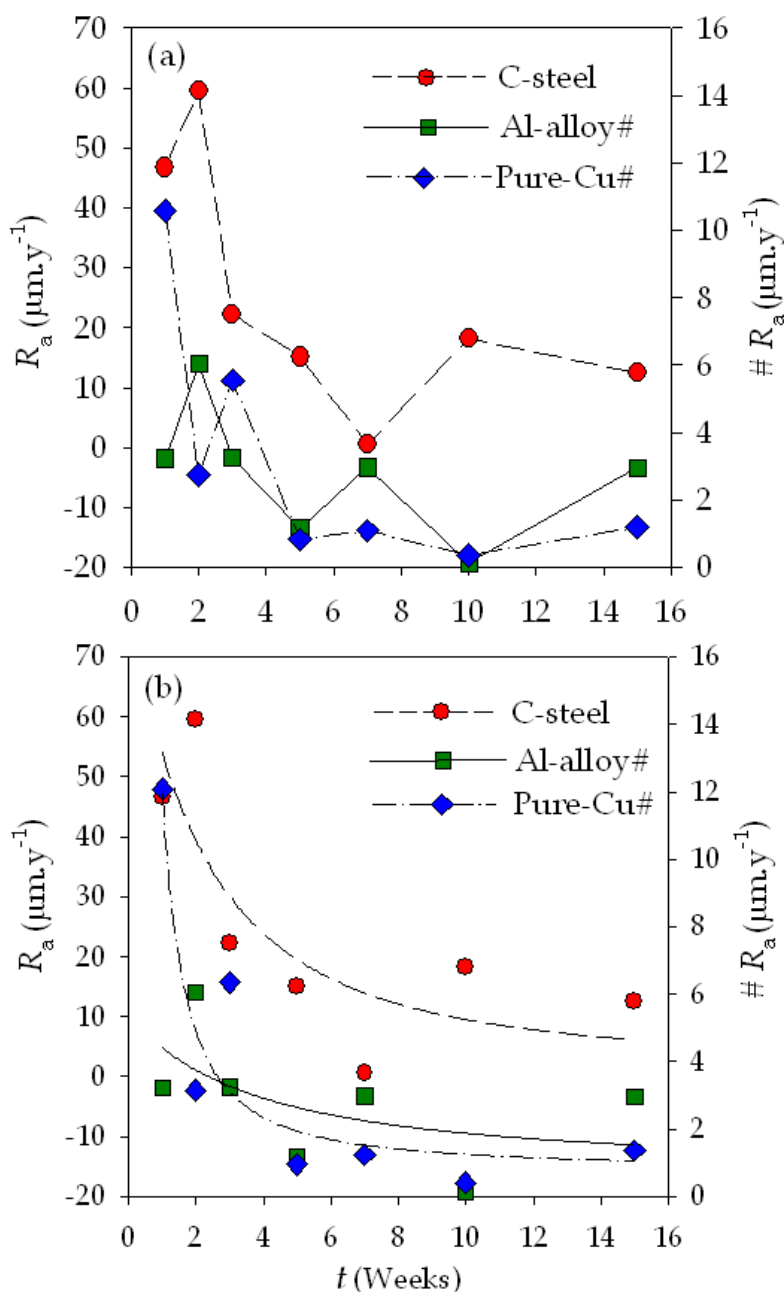 (a)
C-steel
Al-alloy#
Pure-Cu#
70
60
50
40
30
20
10
0
-10
-20
Rₐ (μm.y⁻¹)
16
14
12
10
8
6
4
2
0
# Rₐ (μm.y⁻¹)
0 2 4 6 8 10 12 14 16
(b)
C-steel
Al-alloy#
Pure-Cu#
70
60
50
40
30
20
10
0
-10
-20
Rₐ (μm.y⁻¹)
16
14
12
10
8
6
4
2
0
# Rₐ (μm.y⁻¹)
0 2 4 6 8 10 12 14 16
t (Weeks)